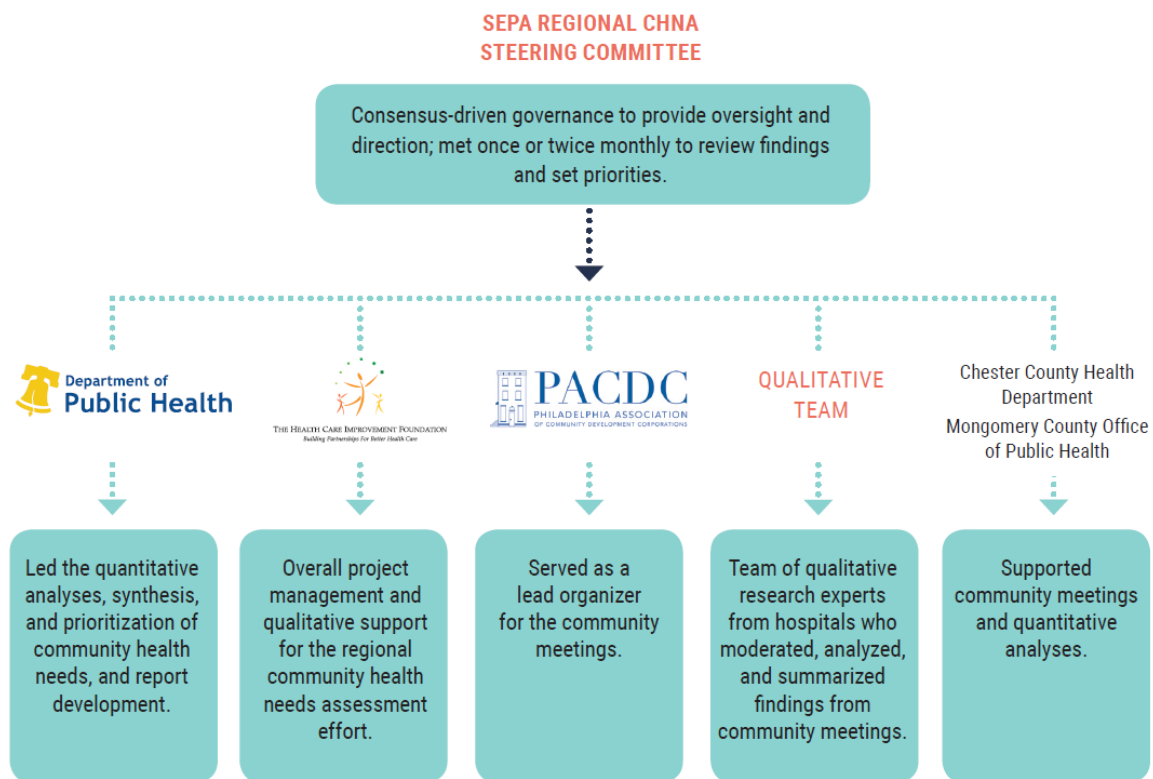 SEPA REGIONAL CHNA
STEERING COMMITTEE
Consensus-driven governance to provide oversight and
direction; met once or twice monthly to review findings
and set priorities.
Department of
Public Health
THE HEALTH CARE IMPROVEMENT FOUNDATION
Building Partnerships For Better Health Care
PACDC
PHILADELPHIA ASSOCIATION
OF COMMUNITY DEVELOPMENT CORPORATIONS
QUALITATIVE
TEAM
Chester County Health
Department
Mongomery County Office
of Public Health
Led the quantitative
analyses, synthesis,
and prioritization of
community health
needs, and report
development.
Overall project
management and
qualitative support
for the regional
community health
needs assessment
effort.
Served as a
lead organizer
for the community
meetings.
Team of qualitative
research experts
from hospitals who
moderated, analyzed,
and summarized
findings from
community meetings.
Supported
community meetings
and quantitative
analyses.